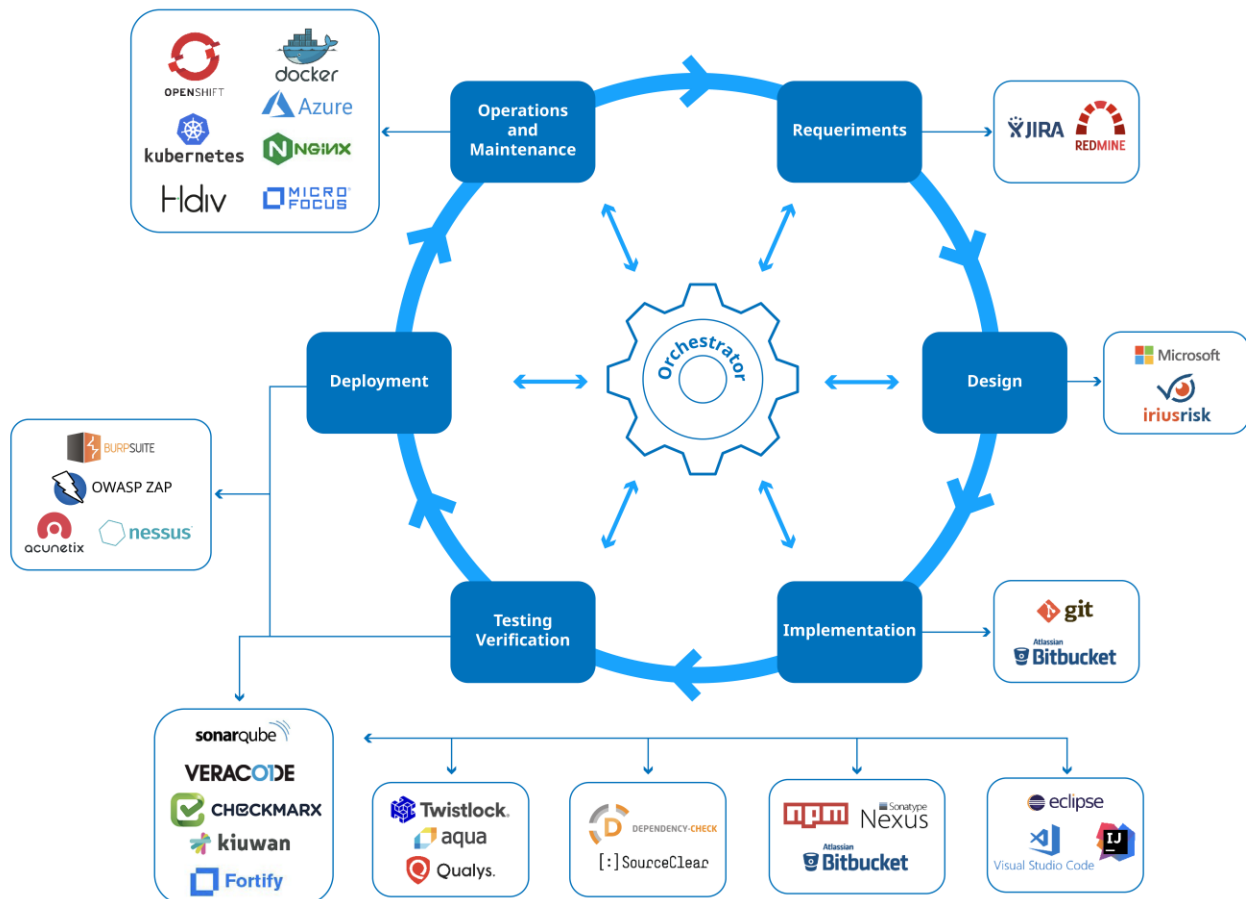 OPENSHIFT
docker
Azure
kubernetes
NGINX
Hdiv
MICRO
FOCUS
Operations
and
Maintenance
Requeriments
JIRA
REDMINE
Orchestrator
Deployment
Design
Microsoft
iriusrisk
BURPSUITE
OWASP ZAP
acunetix
nessus
Testing
Verification
Implementation
git
Atlassian
Bitbucket
sonarqube
VERACODE
CHECKMARX
kiuwan
Fortify
Twistlock.
aqua
Qualys.
D
DEPENDENCY-CHECK
[:]SourceClear
npm
Sonatype
Nexus
Atlassian
Bitbucket
eclipse
Visual Studio Code
IJ